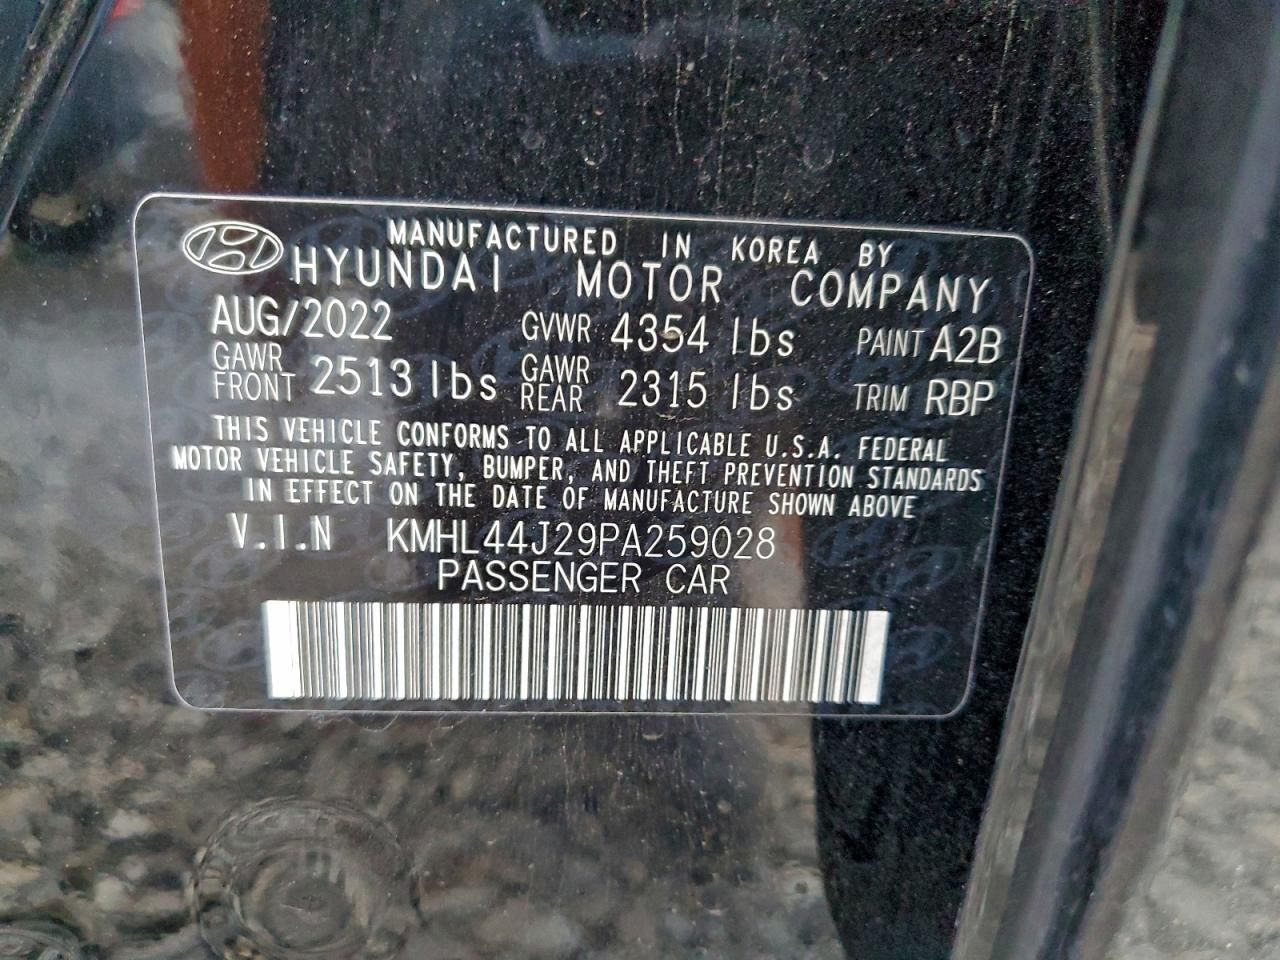 MANUFACTURED IN KOREA BY
HYUNDAI MOTOR COMPANY
AUG/2022 GVWR 4354 lbs PAINT A2B
GAWR FRONT 2513 lbs GAWR REAR 2315 lbs TRIM RBP
THIS VEHICLE CONFORMS TO ALL APPLICABLE U.S.A. FEDERAL
MOTOR VEHICLE SAFETY, BUMPER, AND THEFT PREVENTION STANDARDS
IN EFFECT ON THE DATE OF MANUFACTURE SHOWN ABOVE
V.I.N KMHL44J29PA259028
PASSENGER CAR